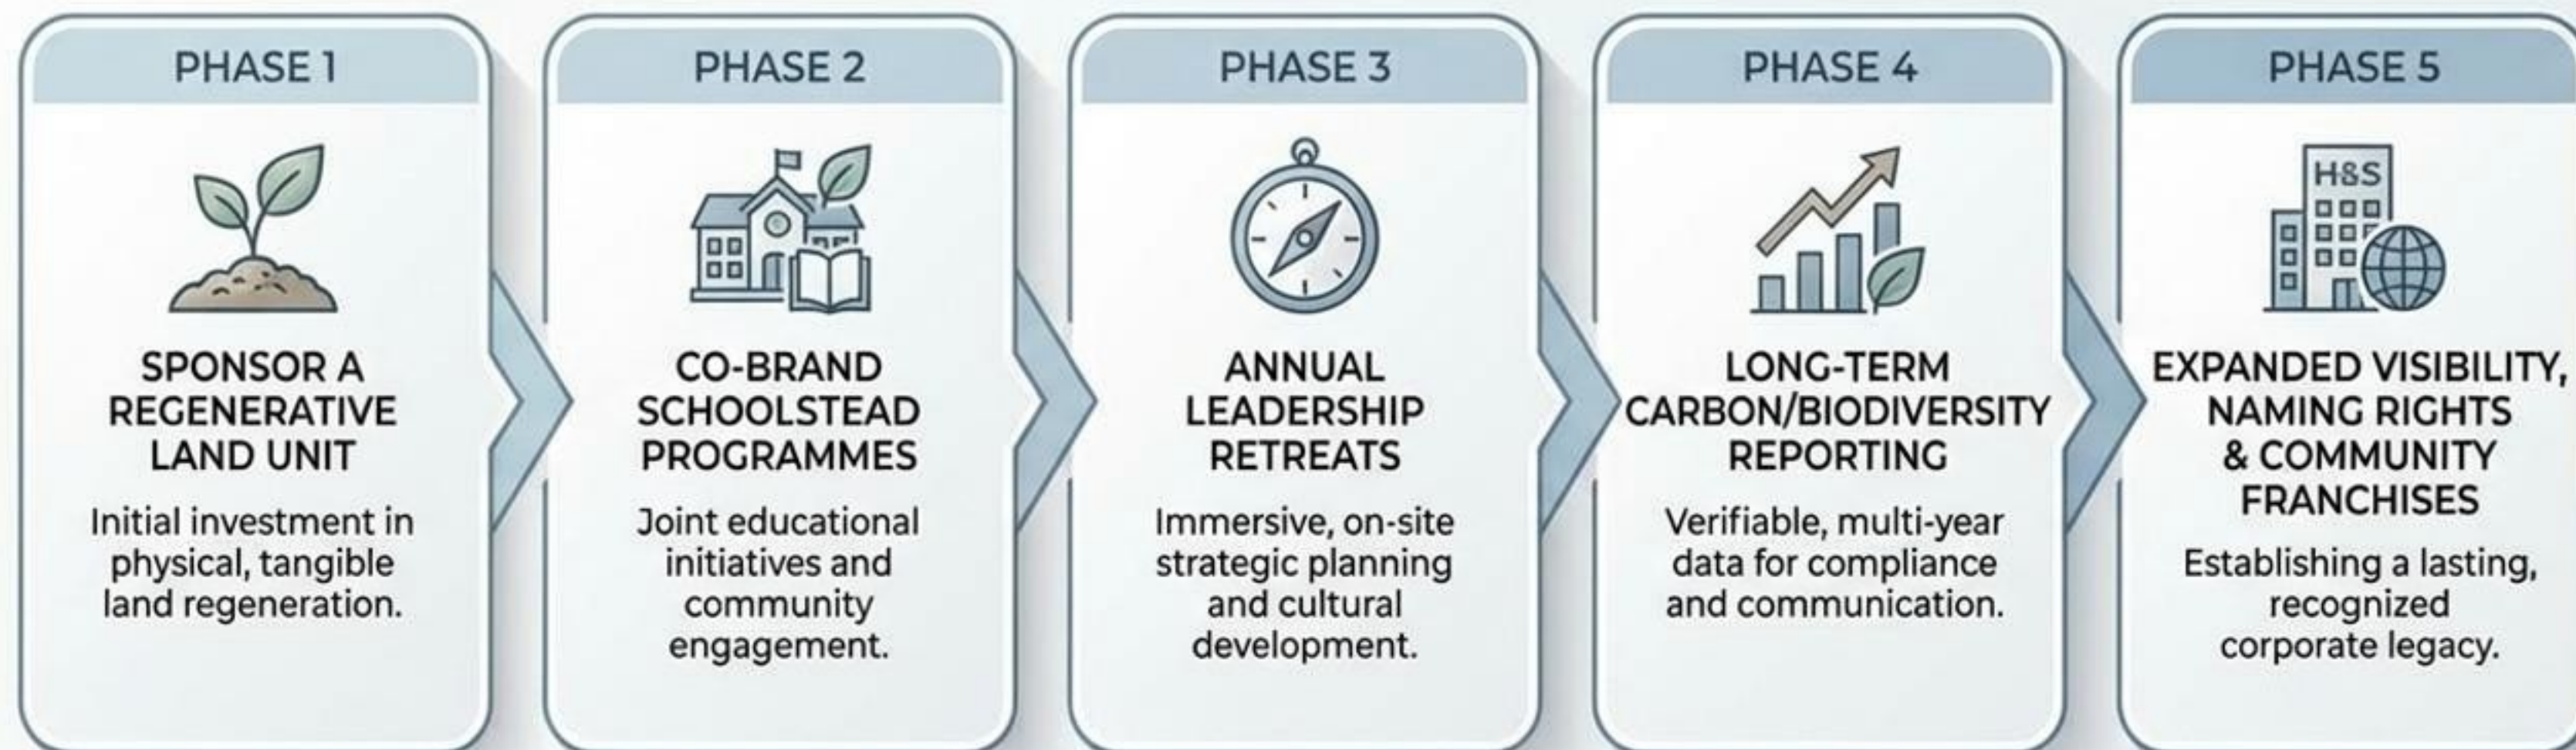 PHASE 1
SPONSOR A
REGENERATIVE
LAND UNIT
Initial investment in
physical, tangible
land regeneration.
PHASE 2
CO-BRAND
SCHOOLSTEAD
PROGRAMMES
Joint educational
initiatives and
community
engagement.
PHASE 3
ANNUAL
LEADERSHIP
RETREATS
Immersive, on-site
strategic planning
and cultural
development.
PHASE 4
LONG-TERM
CARBON/BIODIVERSITY
REPORTING
Verifiable, multi-year
data for compliance
and communication.
PHASE 5
H&S
EXPANDED VISIBILITY,
NAMING RIGHTS
& COMMUNITY
FRANCHISES
Establishing a lasting,
recognized
corporate legacy.